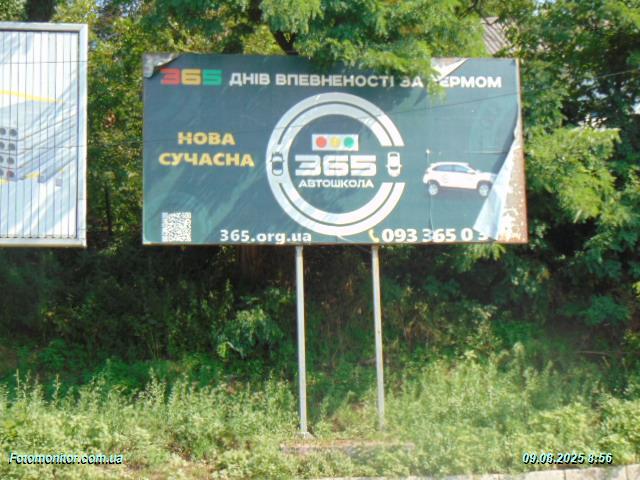 365 ДНІВ ВПЕВНЕНОСТІ ЗА КЕРМОМ
НОВА
СУЧАСНА
365
АВТОШКОЛА
365.org.ua
093 365 0
Fotomonitor.com.ua
09.08.2025 8:56